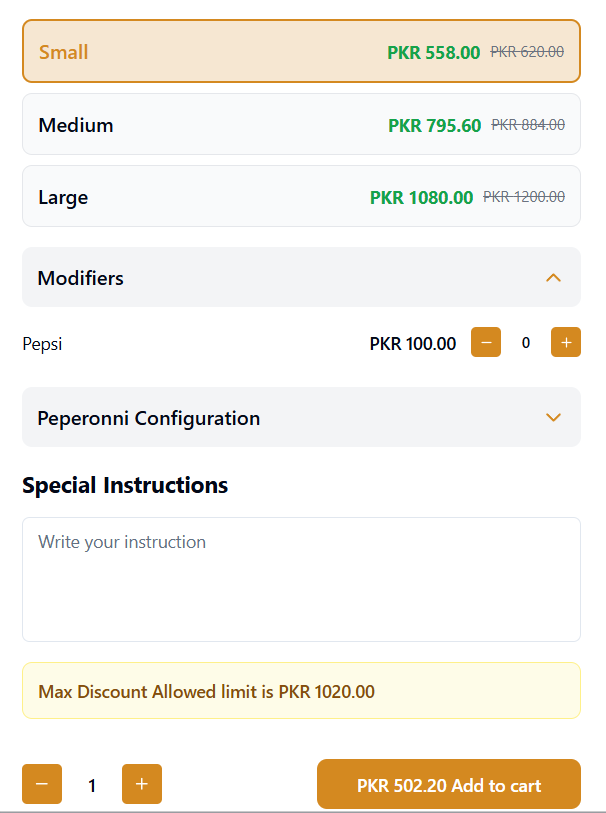 Small PKR 558.00 PKR 620.00
Medium PKR 795.60 PKR 884.00
Large PKR 1080.00 PKR 1200.00
Modifiers
Pepsi PKR 100.00 − 0 +
Peperonni Configuration
Special Instructions
Write your instruction
Max Discount Allowed limit is PKR 1020.00
− 1 + PKR 502.20 Add to cart